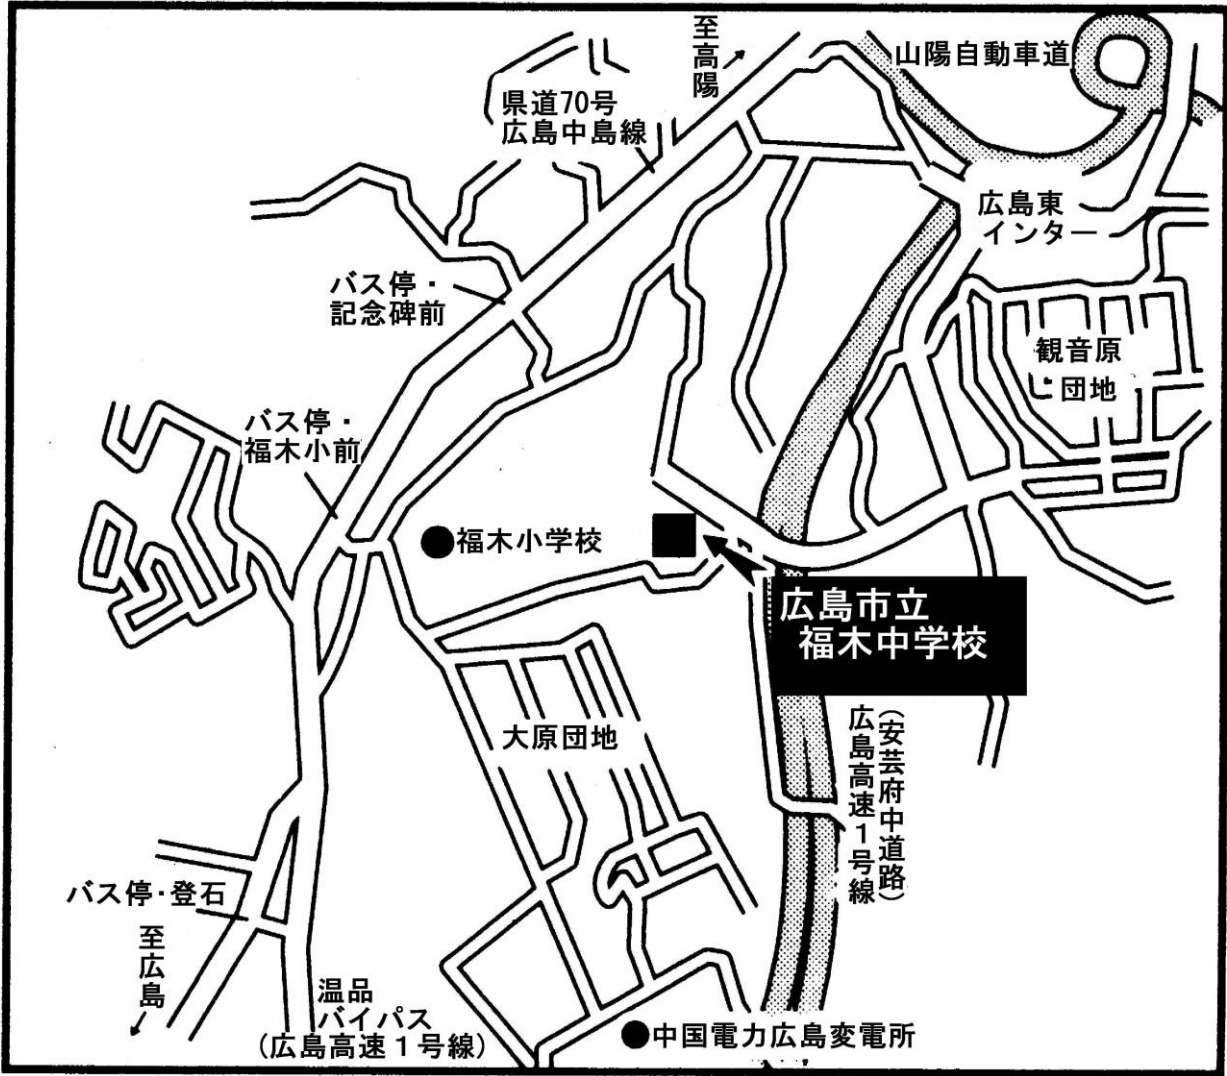 至高陽
山陽自動車道
県道70号
広島中島線
広島東
インター
バス停・
記念碑前
観音原
団地
バス停・
福木小前
福木小学校
広島市立
福木中学校
大原団地
(安芸府中道路)
広島高速1号線
バス停・登石
至広島
温品
バイパス
(広島高速1号線)
中国電力広島変電所